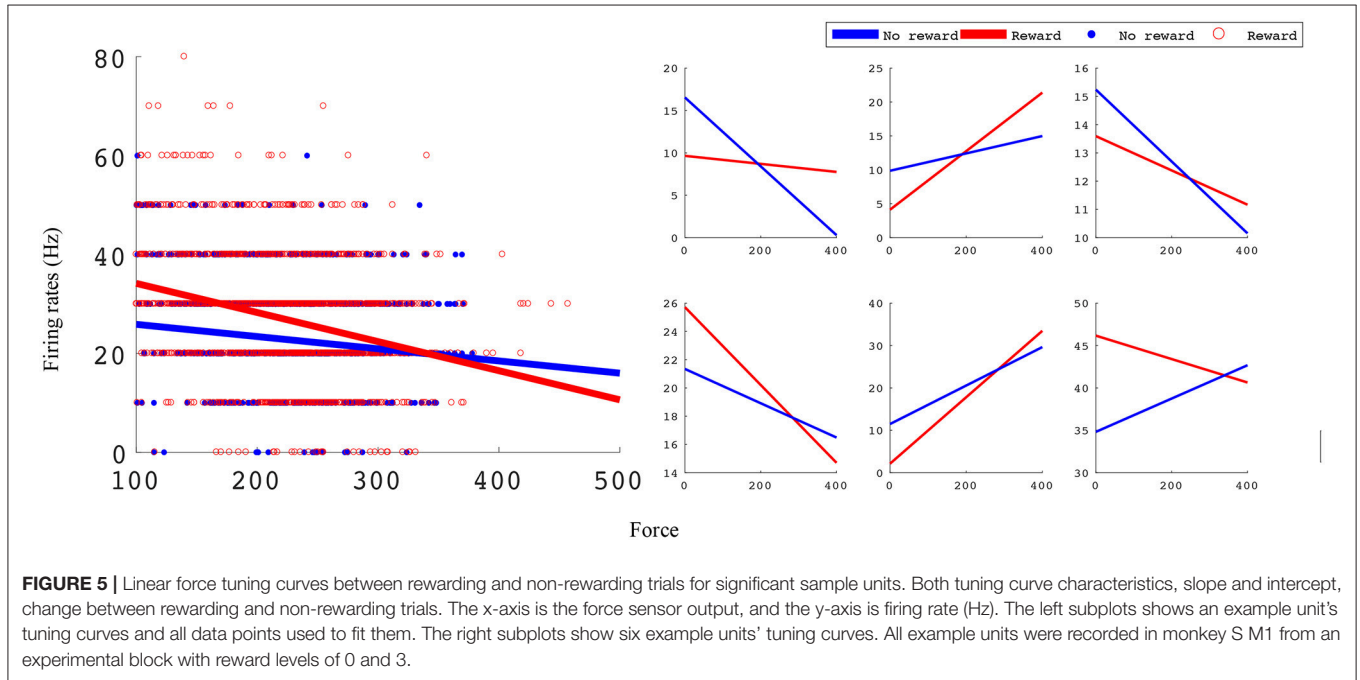 No reward Reward No reward Reward
80
60
40
20
0
100 200 300 400 500
Firing rates (Hz)
20
15
10
5
0
0 200 400
25
20
15
10
5
0
0 200 400
16
15
14
13
12
11
10
0 200 400
26
24
22
20
18
16
14
0 200 400
40
30
20
10
0
0 200 400
50
45
40
35
30
0 200 400
Force
FIGURE 5 | Linear force tuning curves between rewarding and non-rewarding trials for significant sample units. Both tuning curve characteristics, slope and intercept,
change between rewarding and non-rewarding trials. The x-axis is the force sensor output, and the y-axis is firing rate (Hz). The left subplots shows an example unit's
tuning curves and all data points used to fit them. The right subplots show six example units' tuning curves. All example units were recorded in monkey S M1 from an
experimental block with reward levels of 0 and 3.